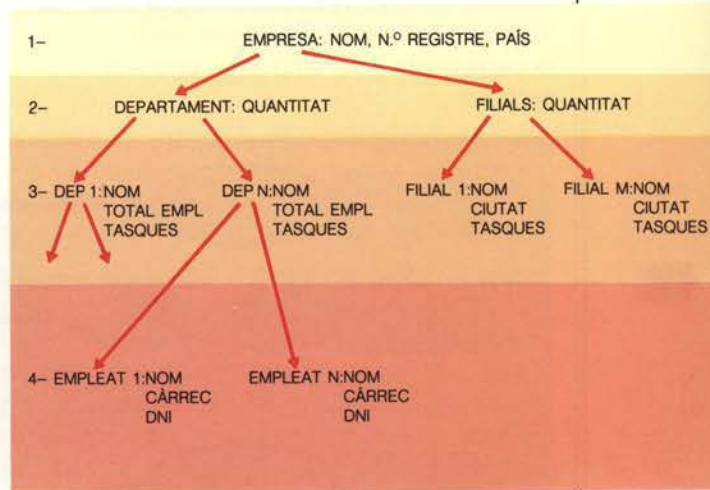 1– EMPRESA: NOM, N.º REGISTRE, PAÍS
2– DEPARTAMENT: QUANTITAT FILIALS: QUANTITAT
3– DEP 1:NOM DEP N:NOM FILIAL 1:NOM FILIAL M:NOM
TOTAL EMPL TOTAL EMPL CIUTAT CIUTAT
TASQUES TASQUES TASQUES TASQUES
4– EMPLEAT 1:NOM EMPLEAT N:NOM
CÀRREC CÀRREC
DNI DNI